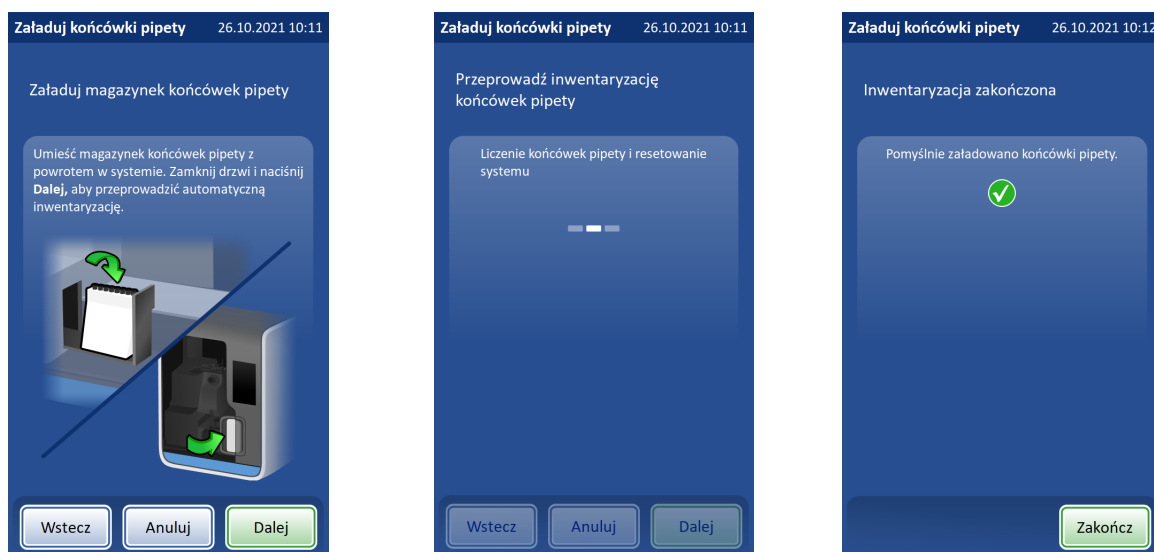 Załaduj końcówki pipety 26.10.2021 10:11
Załaduj magazynek końcówek pipety
Umieść magazynek końcówek pipety z
powrotem w systemie. Zamknij drzwi i naciśnij
Dalej, aby przeprowadzić automatyczną
inwentaryzację.
Wstecz Anuluj Dalej
Załaduj końcówki pipety 26.10.2021 10:11
Przeprowadź inwentaryzację
końcówek pipety
Liczenie końcówek pipety i resetowanie
systemu
Wstecz Anuluj Dalej
Załaduj końcówki pipety 26.10.2021 10:12
Inwentaryzacja zakończona
Pomyślnie załadowano końcówki pipety.
Zakończ